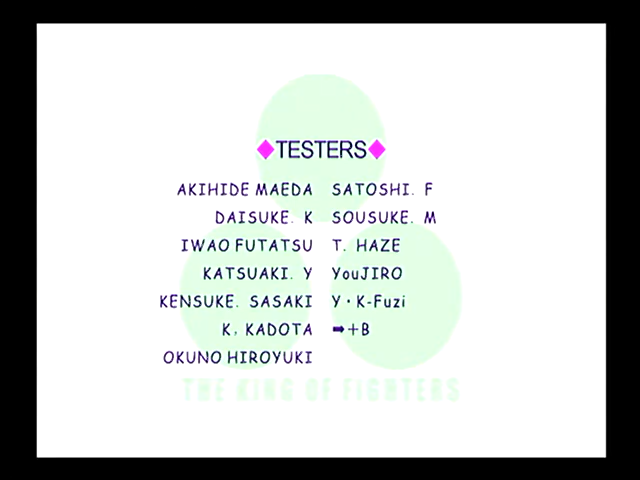 ◆TESTERS◆
AKIHIDE MAEDA SATOSHI. F
DAISUKE. K SOUSUKE. M
IWAO FUTATSU T. HAZE
KATSUAKI. Y YouJIRO
KENSUKE. SASAKI Y・K-Fuzi
K. KADOTA ➡+B
OKUNO HIROYUKI
THE KING OF FIGHTERS